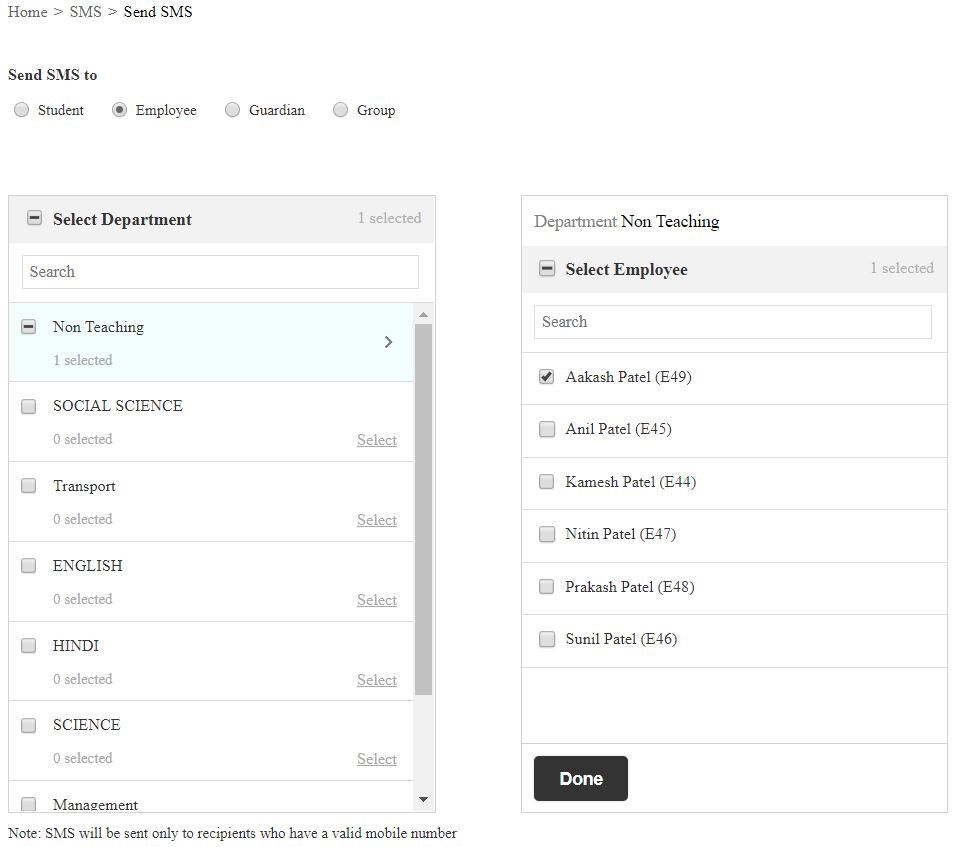 Home > SMS > Send SMS
Send SMS to
Student Employee Guardian Group
Select Department 1 selected
Search
Non Teaching
1 selected
SOCIAL SCIENCE
0 selected Select
Transport
0 selected Select
ENGLISH
0 selected Select
HINDI
0 selected Select
SCIENCE
0 selected Select
Management
Department Non Teaching
Select Employee 1 selected
Search
Aakash Patel (E49)
Anil Patel (E45)
Kamesh Patel (E44)
Nitin Patel (E47)
Prakash Patel (E48)
Sunil Patel (E46)
Done
Note: SMS will be sent only to recipients who have a valid mobile number